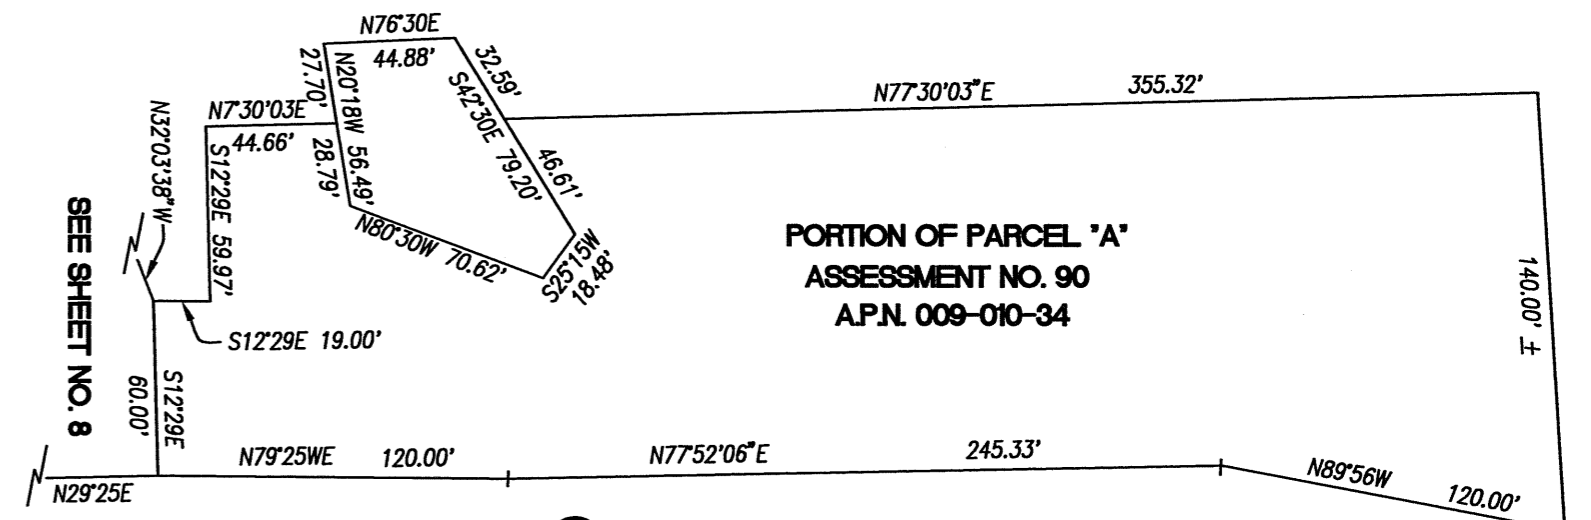 N76°30E
44.88'
27.70'
N20°18W 56.49'
28.79'
32.59'
S42°30E 79.20'
46.61'
N77°30'03"E 355.32'
N7°30'03E
44.66'
N32°03'38"W
S12°29E 59.97'
N80°30W 70.62'
S25°15W
18.48'
PORTION OF PARCEL "A"
ASSESSMENT NO. 90
A.P.N. 009-010-34
140.00' ±
SEE SHEET NO. 8
S12°29E 19.00'
S12°29E
60.00'
N79°25WE 120.00'
N77°52'06"E 245.33'
N89°56W 120.00'
N29°25E